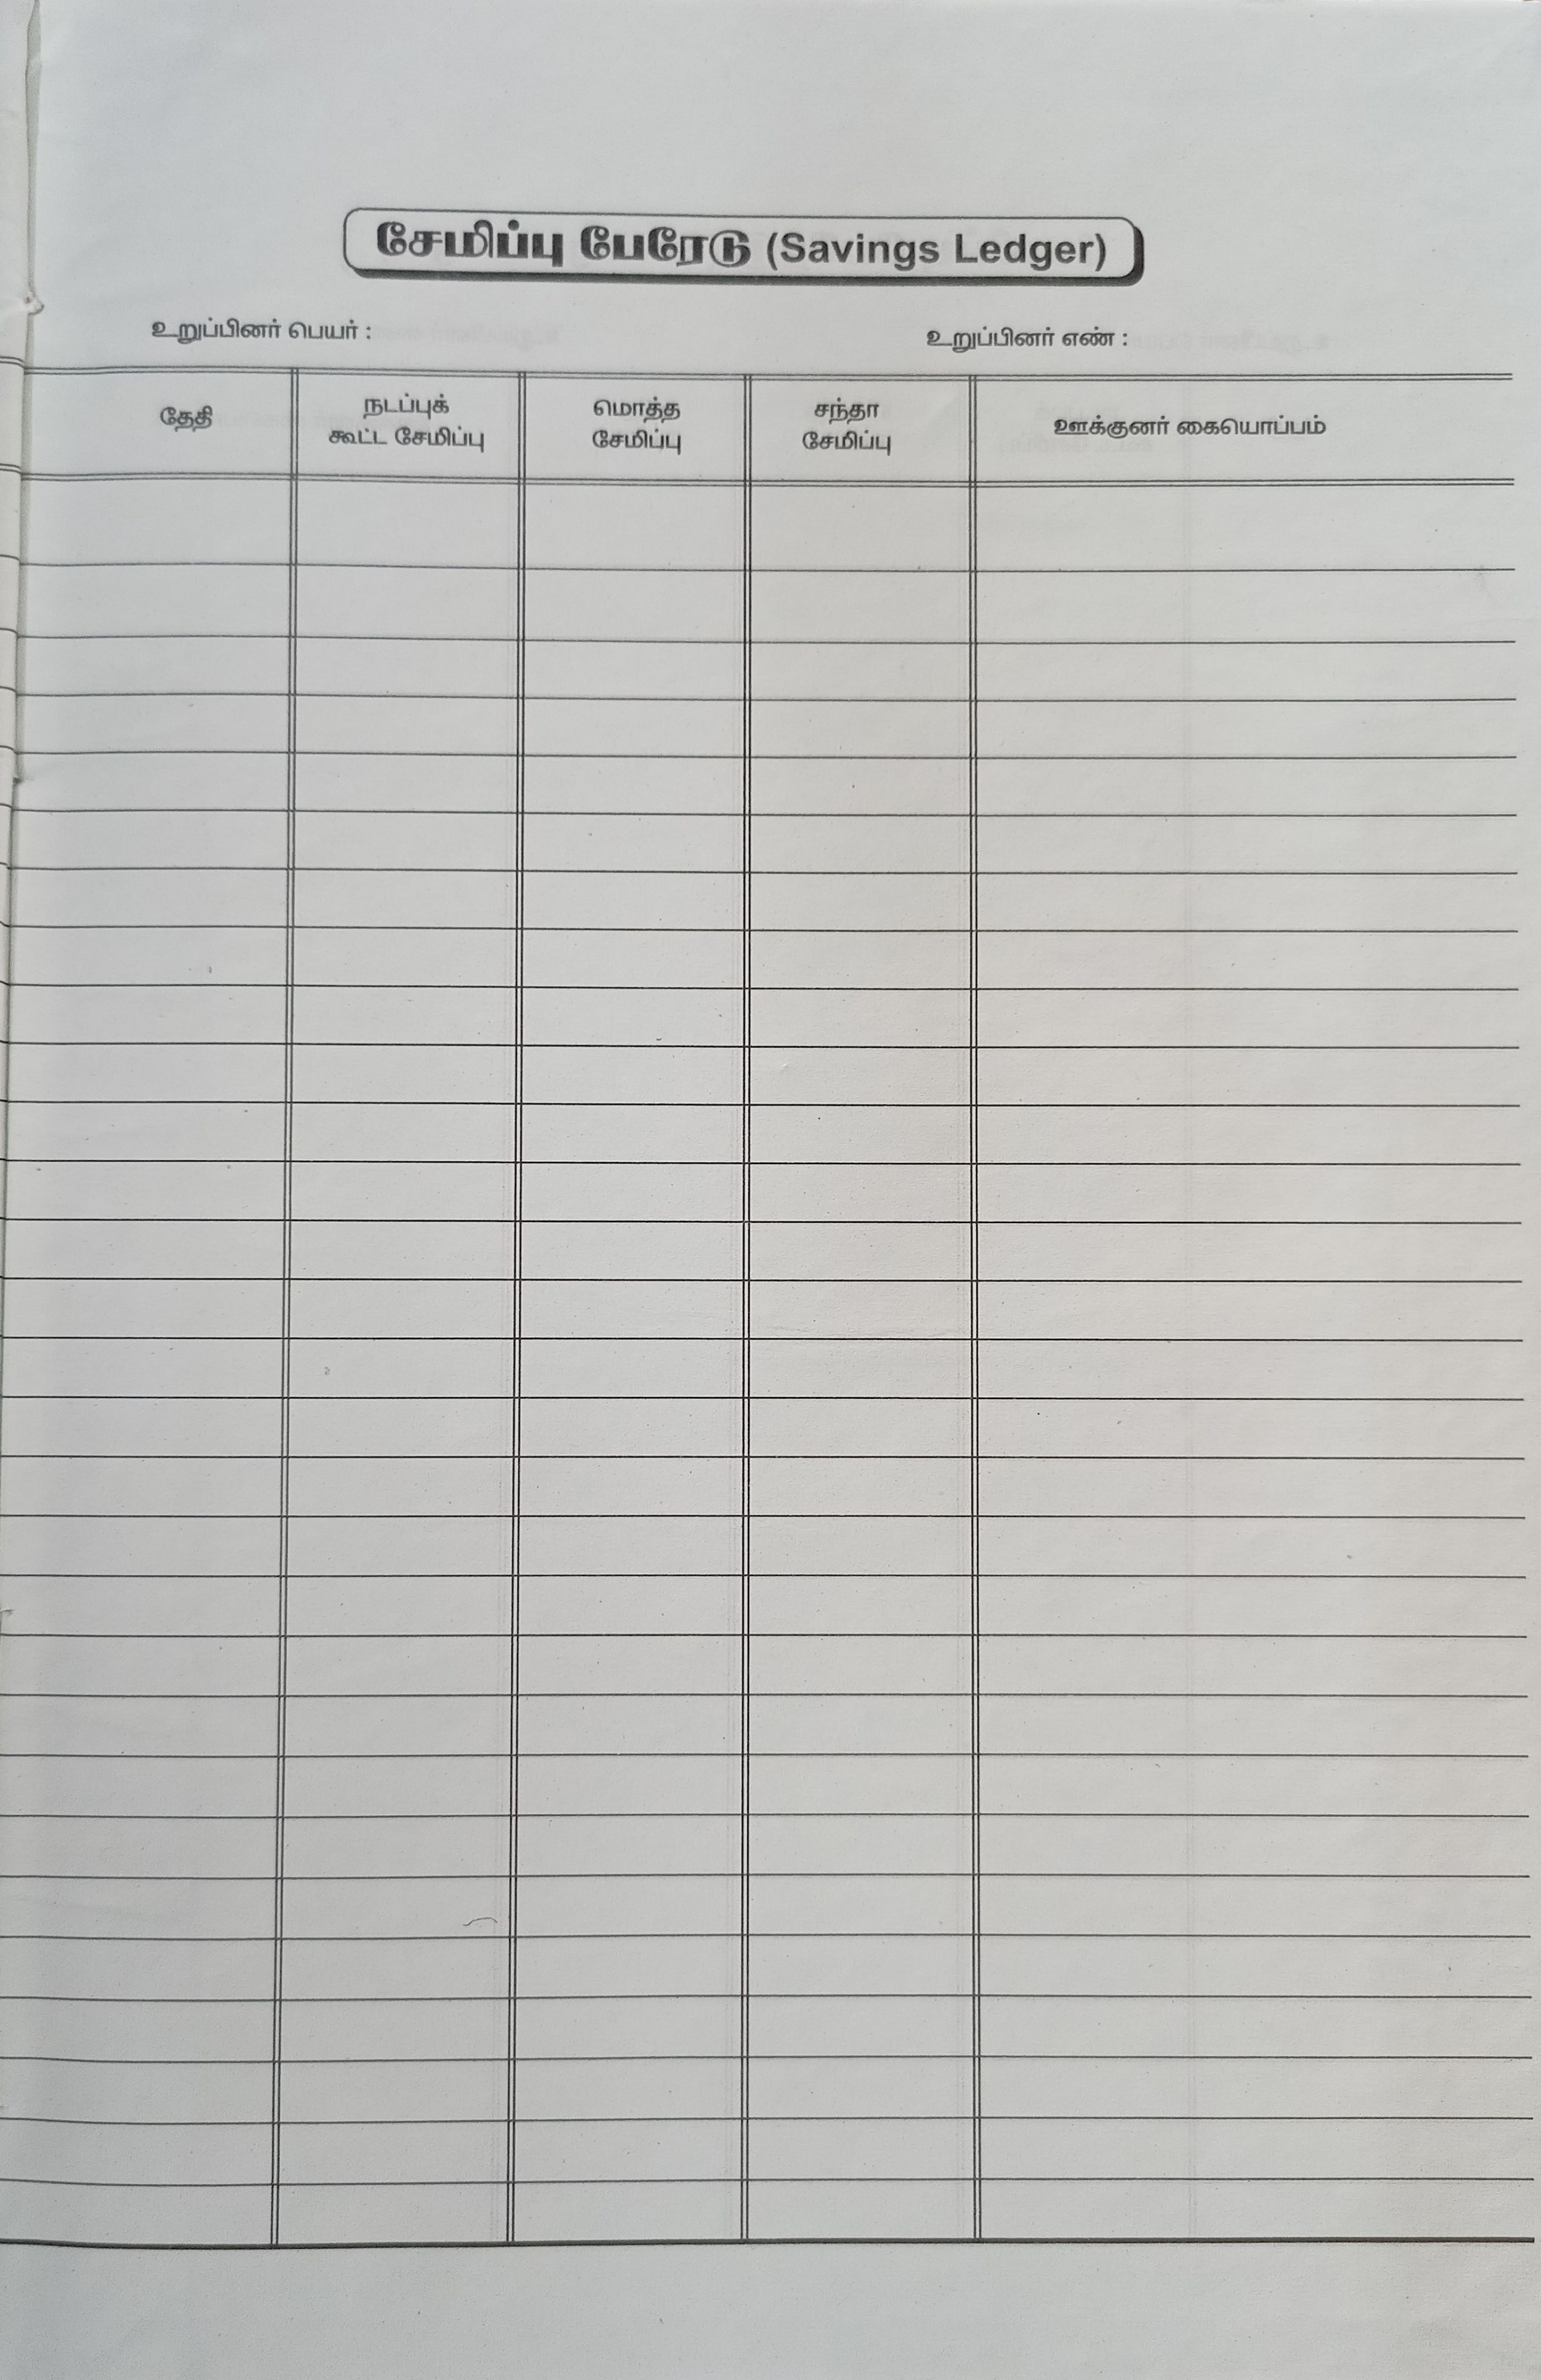 சேமிப்பு பேரேடு (Savings Ledger)
உறுப்பினர் பெயர் : உறுப்பினர் எண் :
தேதி
நடப்புக்
கூட்ட சேமிப்பு
மொத்த
சேமிப்பு
சந்தா
சேமிப்பு
ஊக்குனர் கையொப்பம்